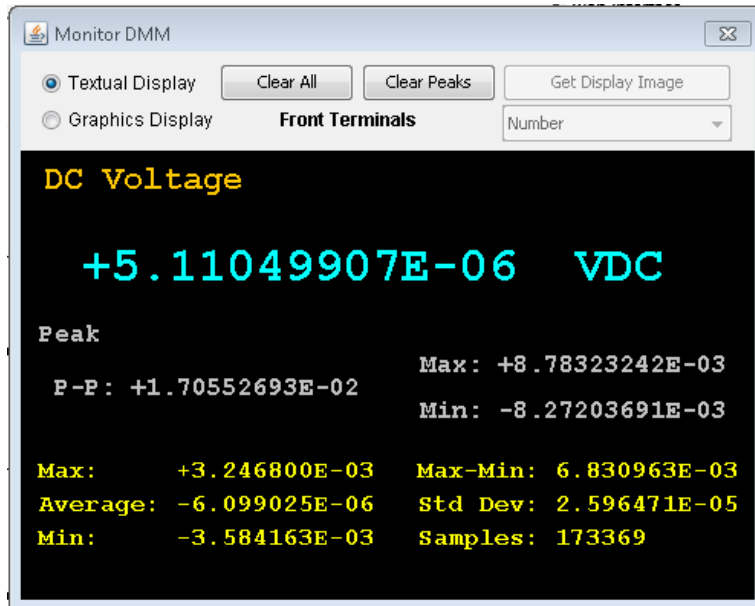 Monitor DMM
Textual Display Clear All Clear Peaks Get Display Image
Graphics Display Front Terminals Number
DC Voltage
+5.11049907E-06 VDC
Peak
Max: +8.78323242E-03
P-P: +1.70552693E-02
Min: -8.27203691E-03
Max: +3.246800E-03 Max-Min: 6.830963E-03
Average: -6.099025E-06 Std Dev: 2.596471E-05
Min: -3.584163E-03 Samples: 173369